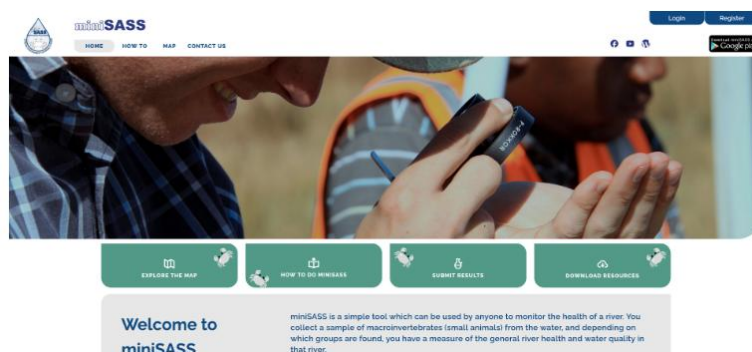 Login
Register
SASS
miniSASS
HOME
HOW TO
MAP
CONTACT US
Google pla
EXPLORE THE MAP
HOW TO DO MINISASS
SUBMIT RESULTS
DOWNLOAD RESOURCES
Welcome to
miniSASS
miniSASS is a simple tool which can be used by anyone to monitor the health of a river. You
collect a sample of macroinvertebrates (small animals) from the water, and depending on
which groups are found, you have a measure of the general river health and water quality in
that river.